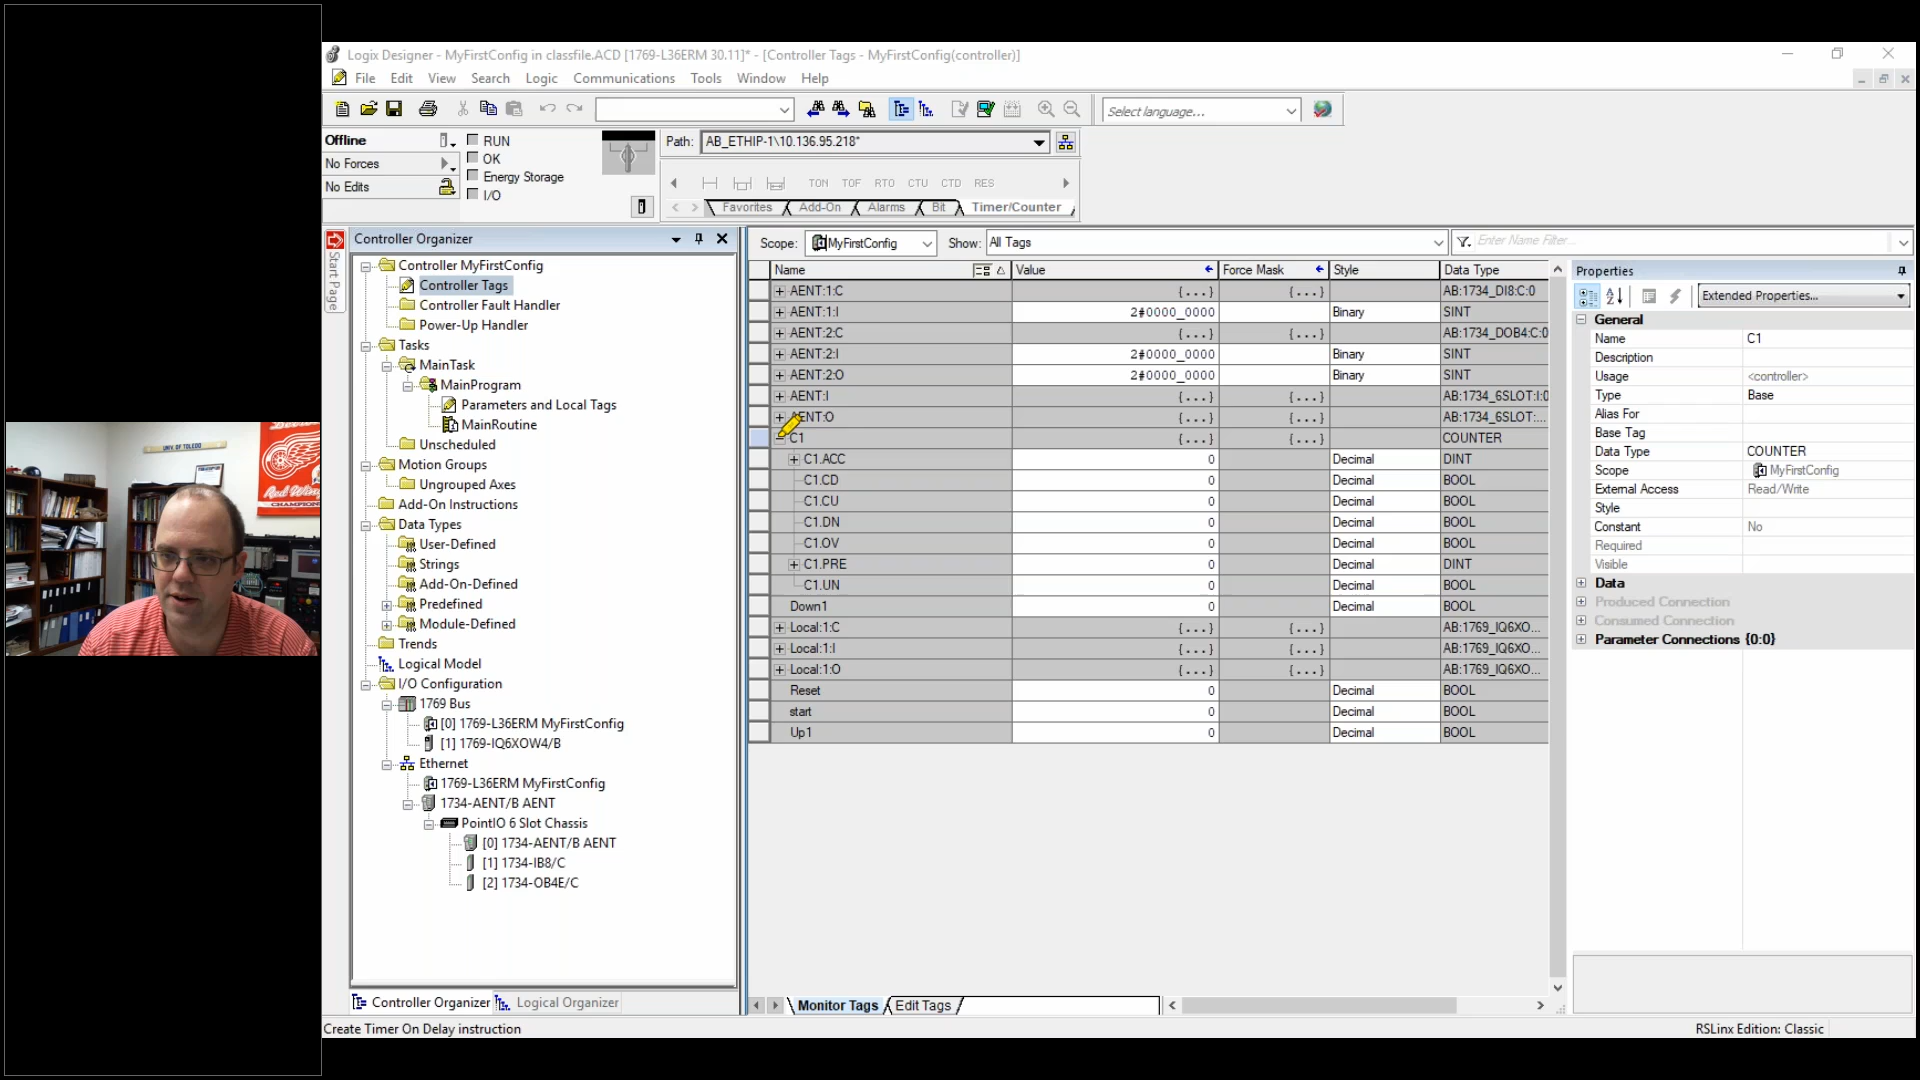 Logix Designer - MyFirstConfig in classfile.ACD [1769-L36ERM 30.11]* - [Controller Tags - MyFirstConfig(controller)]
File Edit View Search Logic Communications Tools Window Help
Select language...
Offline
RUN
No Forces
OK
No Edits
Energy Storage
I/O
Path: AB_ETHIP-1\10.136.95.218*
TON TOF RTO CTU CTD RES
Favorites Add-On Alarms Bit Timer/Counter
Start Page
Controller Organizer
Controller MyFirstConfig
Controller Tags
Controller Fault Handler
Power-Up Handler
Tasks
MainTask
MainProgram
Parameters and Local Tags
MainRoutine
Unscheduled
Motion Groups
Ungrouped Axes
Add-On Instructions
Data Types
User-Defined
Strings
Add-On-Defined
Predefined
Module-Defined
Trends
Logical Model
I/O Configuration
1769 Bus
[0] 1769-L36ERM MyFirstConfig
[1] 1769-IQ6XOW4/B
Ethernet
1769-L36ERM MyFirstConfig
1734-AENT/B AENT
PointIO 6 Slot Chassis
[0] 1734-AENT/B AENT
[1] 1734-IB8/C
[2] 1734-OB4E/C
Controller Organizer Logical Organizer
Scope: MyFirstConfig Show: All Tags Enter Name Filter...
Name Value Force Mask Style Data Type
AENT:1:C {...} {...} AB:1734_DI8:C:0
AENT:1:I 2#0000_0000 Binary SINT
AENT:2:C {...} {...} AB:1734_DOB4:C:0
AENT:2:I 2#0000_0000 Binary SINT
AENT:2:O 2#0000_0000 Binary SINT
AENT:I {...} {...} AB:1734_6SLOT:I:0
AENT:O {...} {...} AB:1734_6SLOT:...
C1 {...} {...} COUNTER
C1.ACC 0 Decimal DINT
C1.CD 0 Decimal BOOL
C1.CU 0 Decimal BOOL
C1.DN 0 Decimal BOOL
C1.OV 0 Decimal BOOL
C1.PRE 0 Decimal DINT
C1.UN 0 Decimal BOOL
Down1 0 Decimal BOOL
Local:1:C {...} {...} AB:1769_IQ6XO...
Local:1:I {...} {...} AB:1769_IQ6XO...
Local:1:O {...} {...} AB:1769_IQ6XO...
Reset 0 Decimal BOOL
start 0 Decimal BOOL
Up1 0 Decimal BOOL
Monitor Tags Edit Tags
Properties
Extended Properties...
General
Name C1
Description
Usage <controller>
Type Base
Alias For
Base Tag
Data Type COUNTER
Scope MyFirstConfig
External Access Read/Write
Style
Constant No
Required
Visible
Data
Produced Connection
Consumed Connection
Parameter Connections {0:0}
UNIV. OF TOLEDO
Red Wings
CHAMPIONS
Create Timer On Delay instruction
RSLinx Edition: Classic